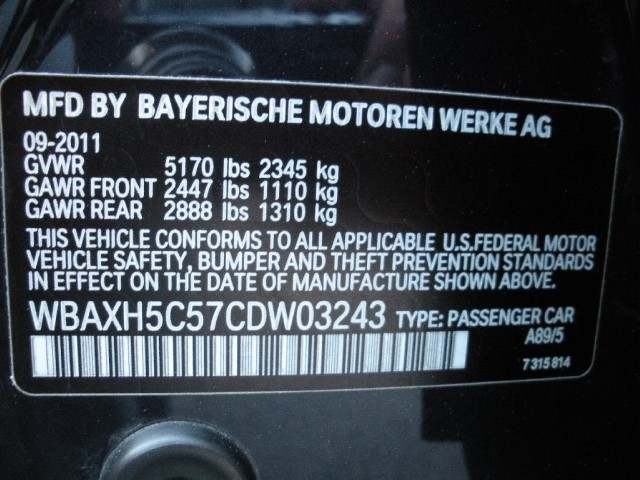 MFD BY BAYERISCHE MOTOREN WERKE AG
09-2011
GVWR 5170 lbs 2345 kg
GAWR FRONT 2447 lbs 1110 kg
GAWR REAR 2888 lbs 1310 kg
THIS VEHICLE CONFORMS TO ALL APPLICABLE U.S.FEDERAL MOTOR
VEHICLE SAFETY, BUMPER AND THEFT PREVENTION STANDARDS
IN EFFECT ON THE DATE OF MANUFACTURE SHOWN ABOVE.
WBAXH5C57CDW03243 TYPE: PASSENGER CAR
A89/5
7 315 814